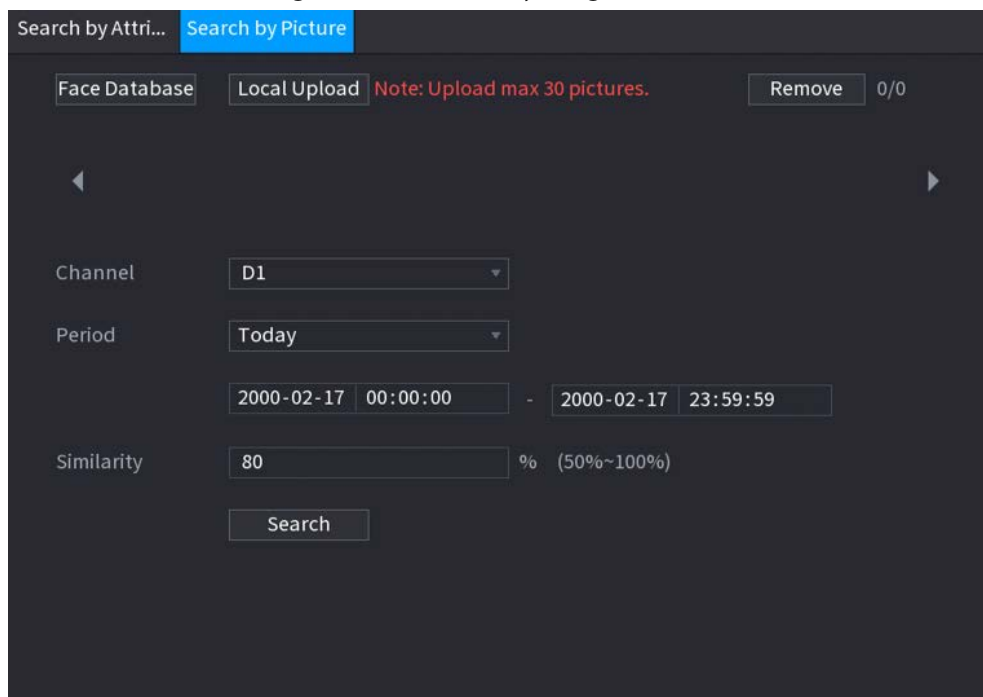 Search by Attri... Search by Picture
Face Database Local Upload Note: Upload max 30 pictures. Remove 0/0
Channel D1
Period Today
2000-02-17 00:00:00 - 2000-02-17 23:59:59
Similarity 80 % (50%~100%)
Search